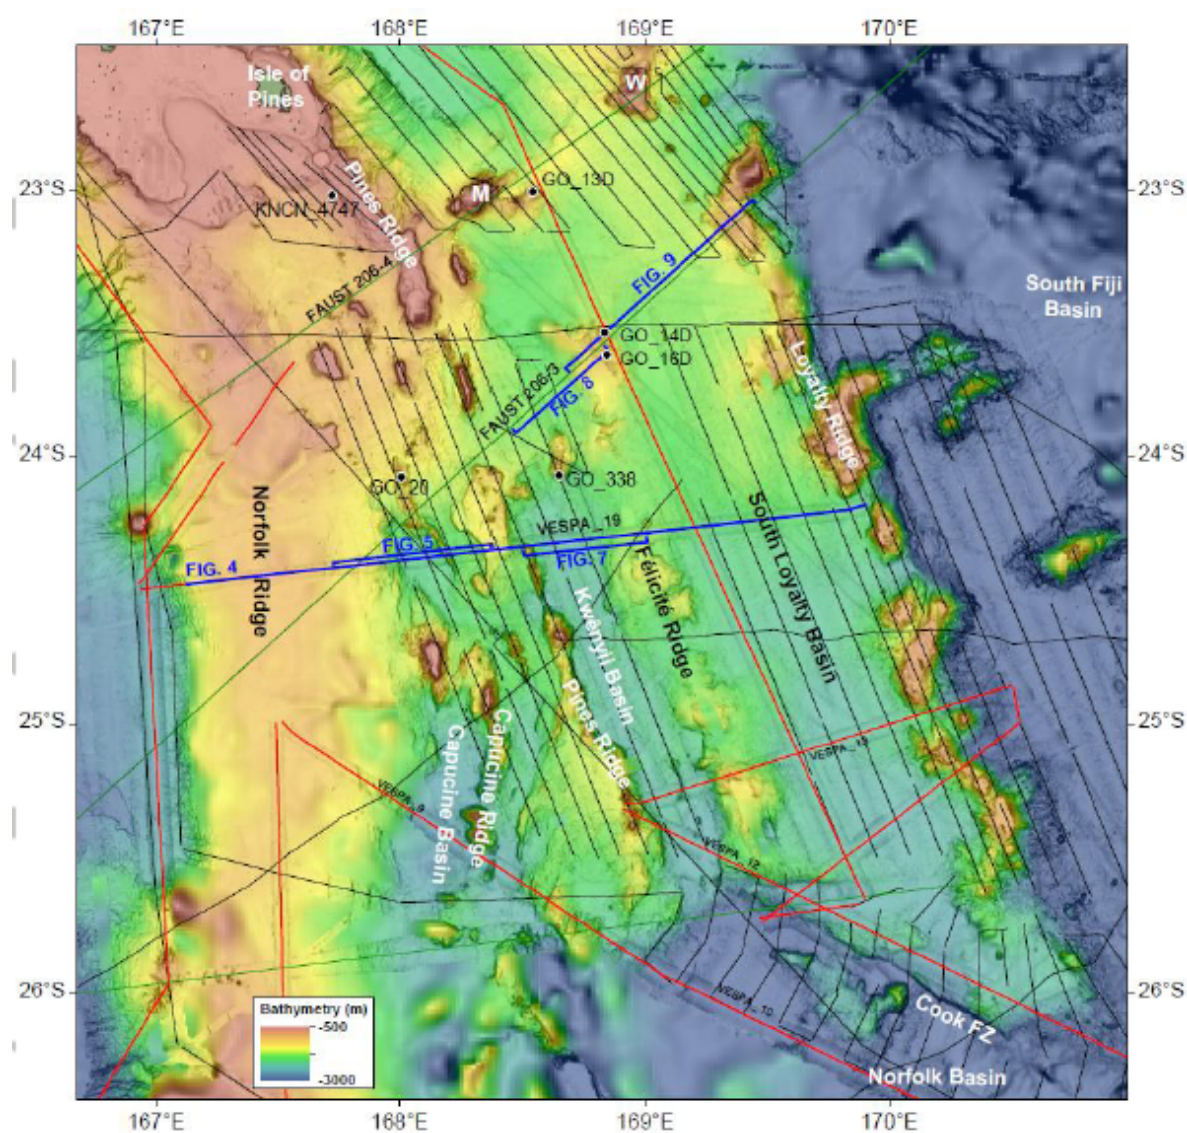 167°E 168°E 169°E 170°E
Isle of
Pines
W
23°S
23°S
Pines Ridge
M
GO_13D
KNCN_4747
FAUST 206-4
FIG. 9
South Fiji
Basin
GO_14D
GO_16D
Loyalty Ridge
FAUST 206-3
FIG. 8
24°S
24°S
GO_20
GO_338
Norfolk Ridge
VESPA_19
FIG. 5
FIG. 4
FIG. 7
South Loyalty Basin
Félicité Ridge
Kwênyii Basin
Pines Ridge
25°S
25°S
Capucine Ridge
Capucine Basin
VESPA_9
VESPA_15
VESPA_12
26°S
26°S
VESPA_10
Cook FZ
Norfolk Basin
Bathymetry (m)
-500
-3000
167°E 168°E 169°E 170°E